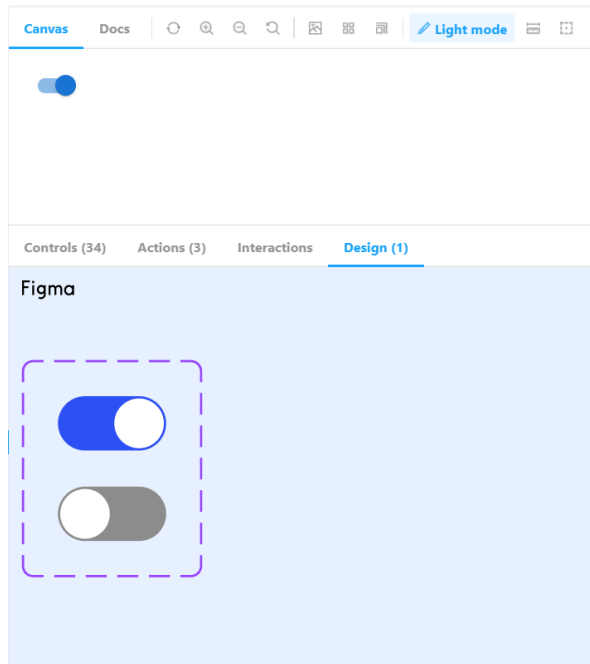 Canvas Docs Light mode
Controls (34) Actions (3) Interactions Design (1)
Figma